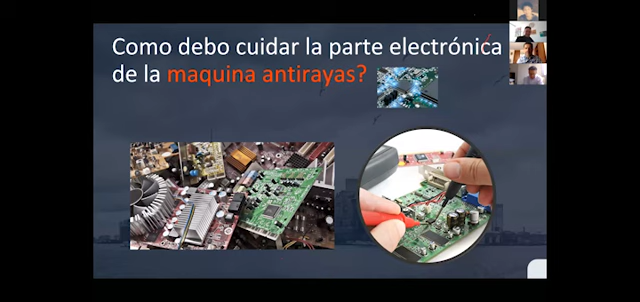 Como debo cuidar la parte electrónica
de la maquina antirayas?